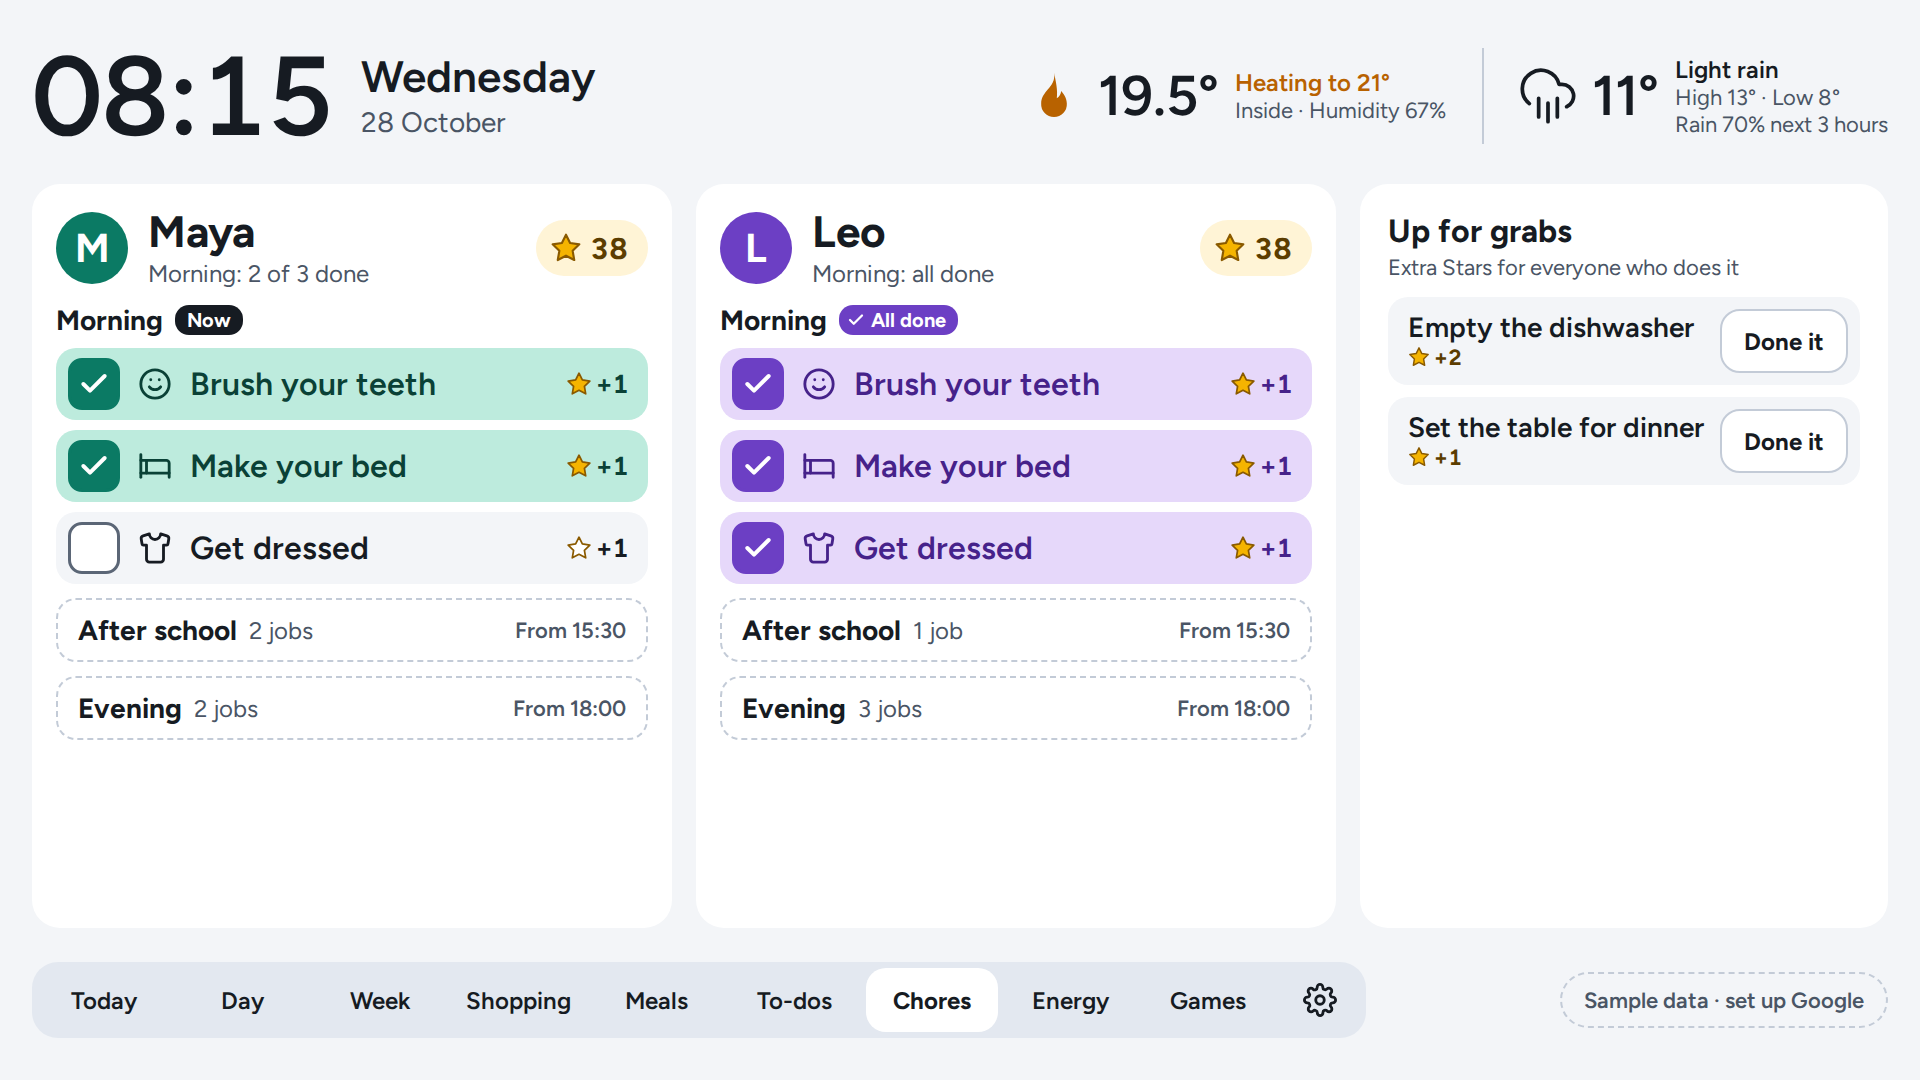 08:15
Wednesday
28 October
19.5°
Heating to 21°
Inside · Humidity 67%
11°
Light rain
High 13° · Low 8°
Rain 70% next 3 hours
M
Maya
Morning: 2 of 3 done
38
Morning
Now
Brush your teeth
+1
Make your bed
+1
Get dressed
+1
After school 2 jobs
From 15:30
Evening 2 jobs
From 18:00
L
Leo
Morning: all done
38
Morning
All done
Brush your teeth
+1
Make your bed
+1
Get dressed
+1
After school 1 job
From 15:30
Evening 3 jobs
From 18:00
Up for grabs
Extra Stars for everyone who does it
Empty the dishwasher
+2
Done it
Set the table for dinner
+1
Done it
Today
Day
Week
Shopping
Meals
To-dos
Chores
Energy
Games
Sample data · set up Google